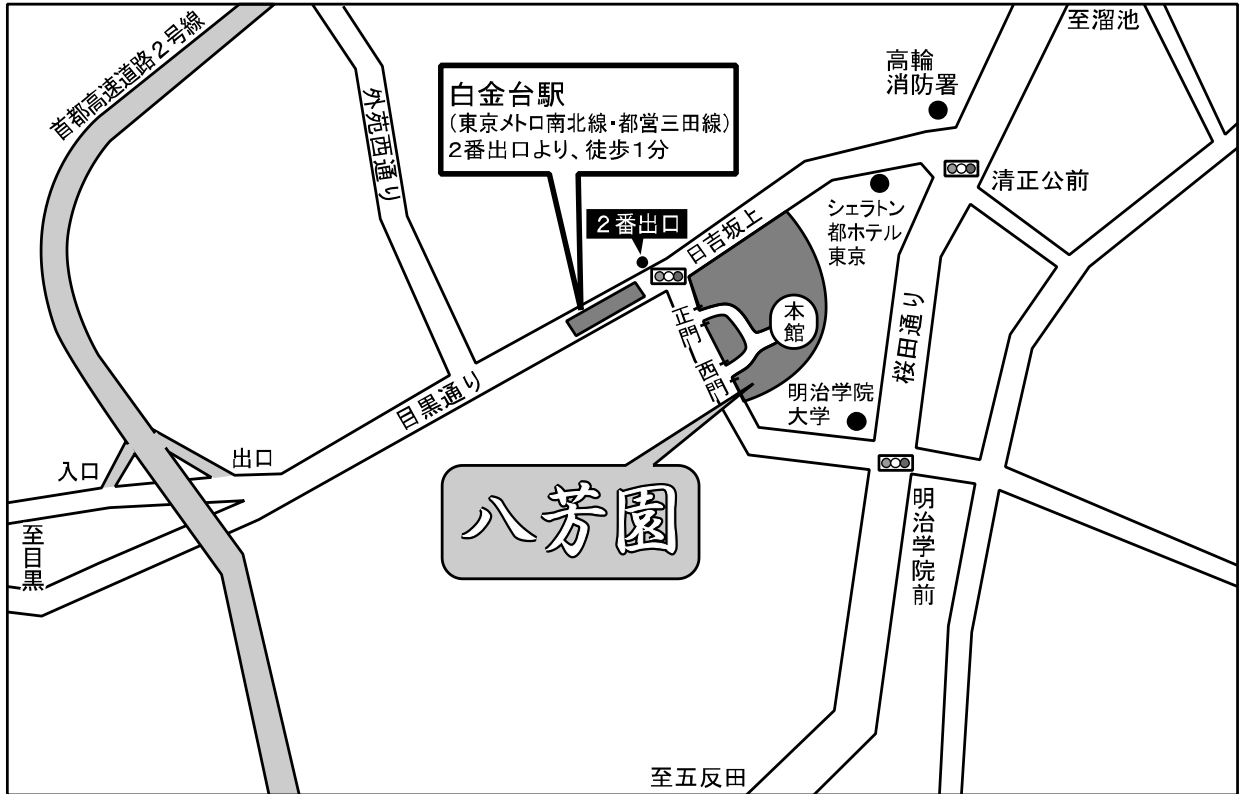 至溜池
高輪
消防署
首都高速道路2号線
外苑西通り
白金台駅
(東京メトロ南北線・都営三田線)
2番出口より、徒歩1分
清正公前
シェラトン
都ホテル
東京
2番出口
日吉坂上
正門
本館
西門
桜田通り
明治学院
大学
目黒通り
入口
出口
八芳園
至目黒
明治学院前
至五反田